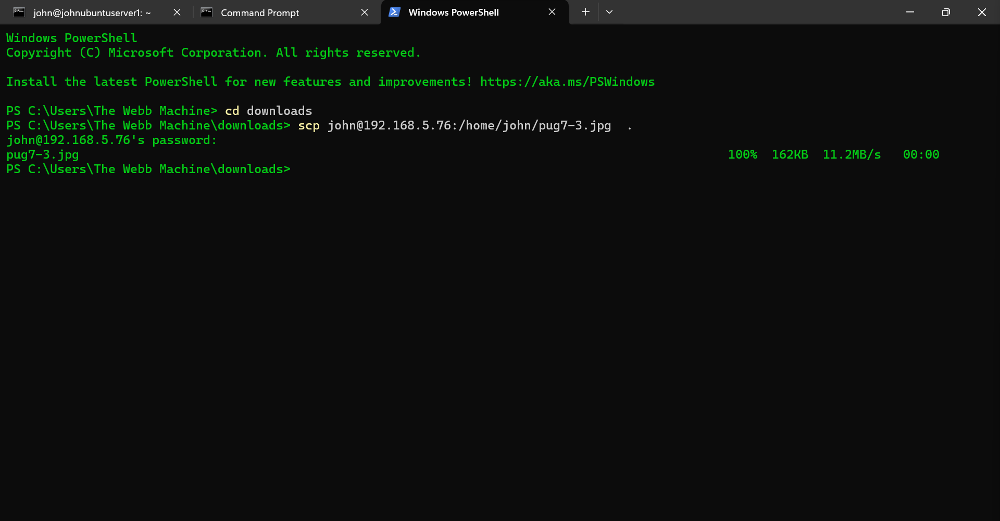 john@johnubuntuserver1: ~
Command Prompt
Windows PowerShell
Windows PowerShell
Copyright (C) Microsoft Corporation. All rights reserved.
Install the latest PowerShell for new features and improvements! https://aka.ms/PSWindows
PS C:\Users\The Webb Machine> cd downloads
PS C:\Users\The Webb Machine\downloads> scp john@192.168.5.76:/home/john/pug7-3.jpg  .
john@192.168.5.76's password:
pug7-3.jpg 100% 162KB 11.2MB/s 00:00
PS C:\Users\The Webb Machine\downloads>